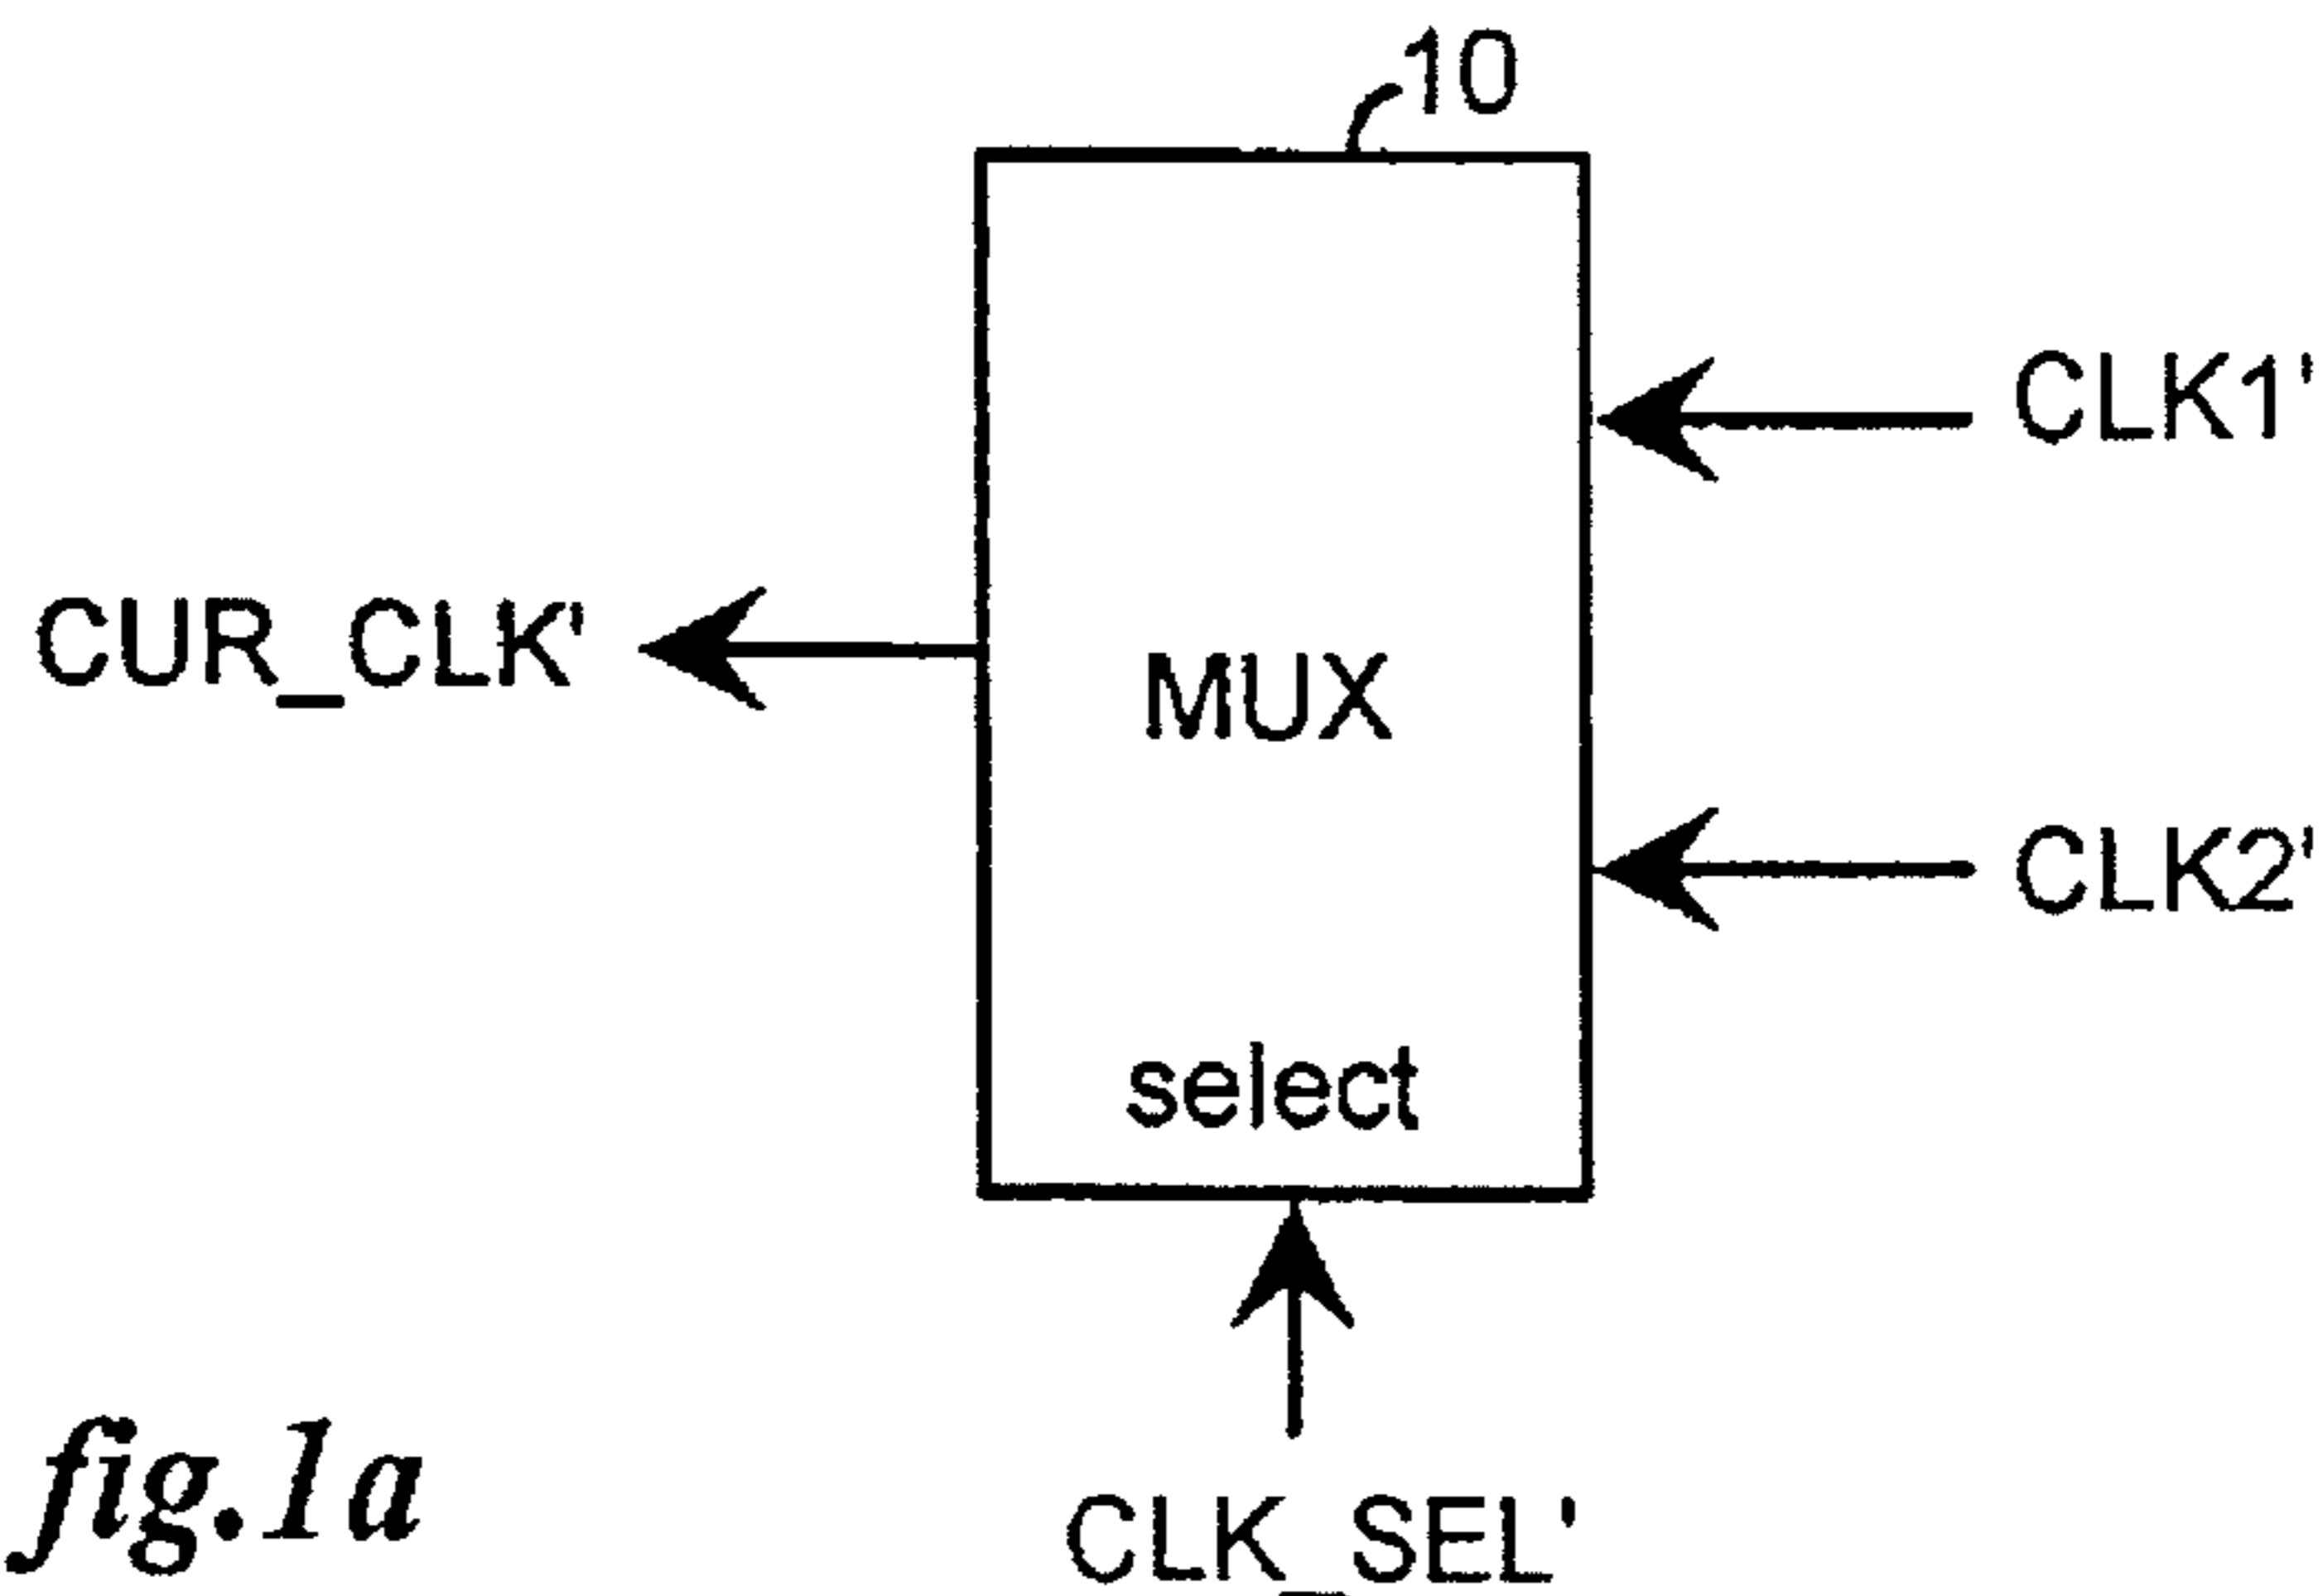 10
CLK1'
CUR_CLK'
MUX
CLK2'
select
fig.1a
CLK_SEL'